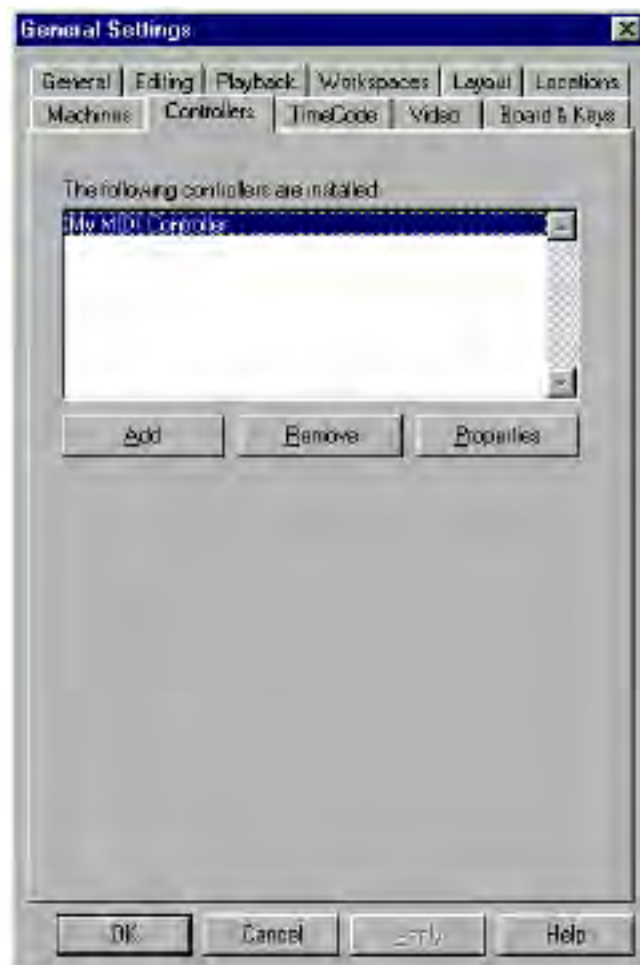 General Settings
General Editing Playback Workspaces Layout Locations
Machines Controllers TimeCode Video Board & Keys
The following controllers are installed:
My MIDI Controller
Add Remove Properties
OK Cancel Apply Help